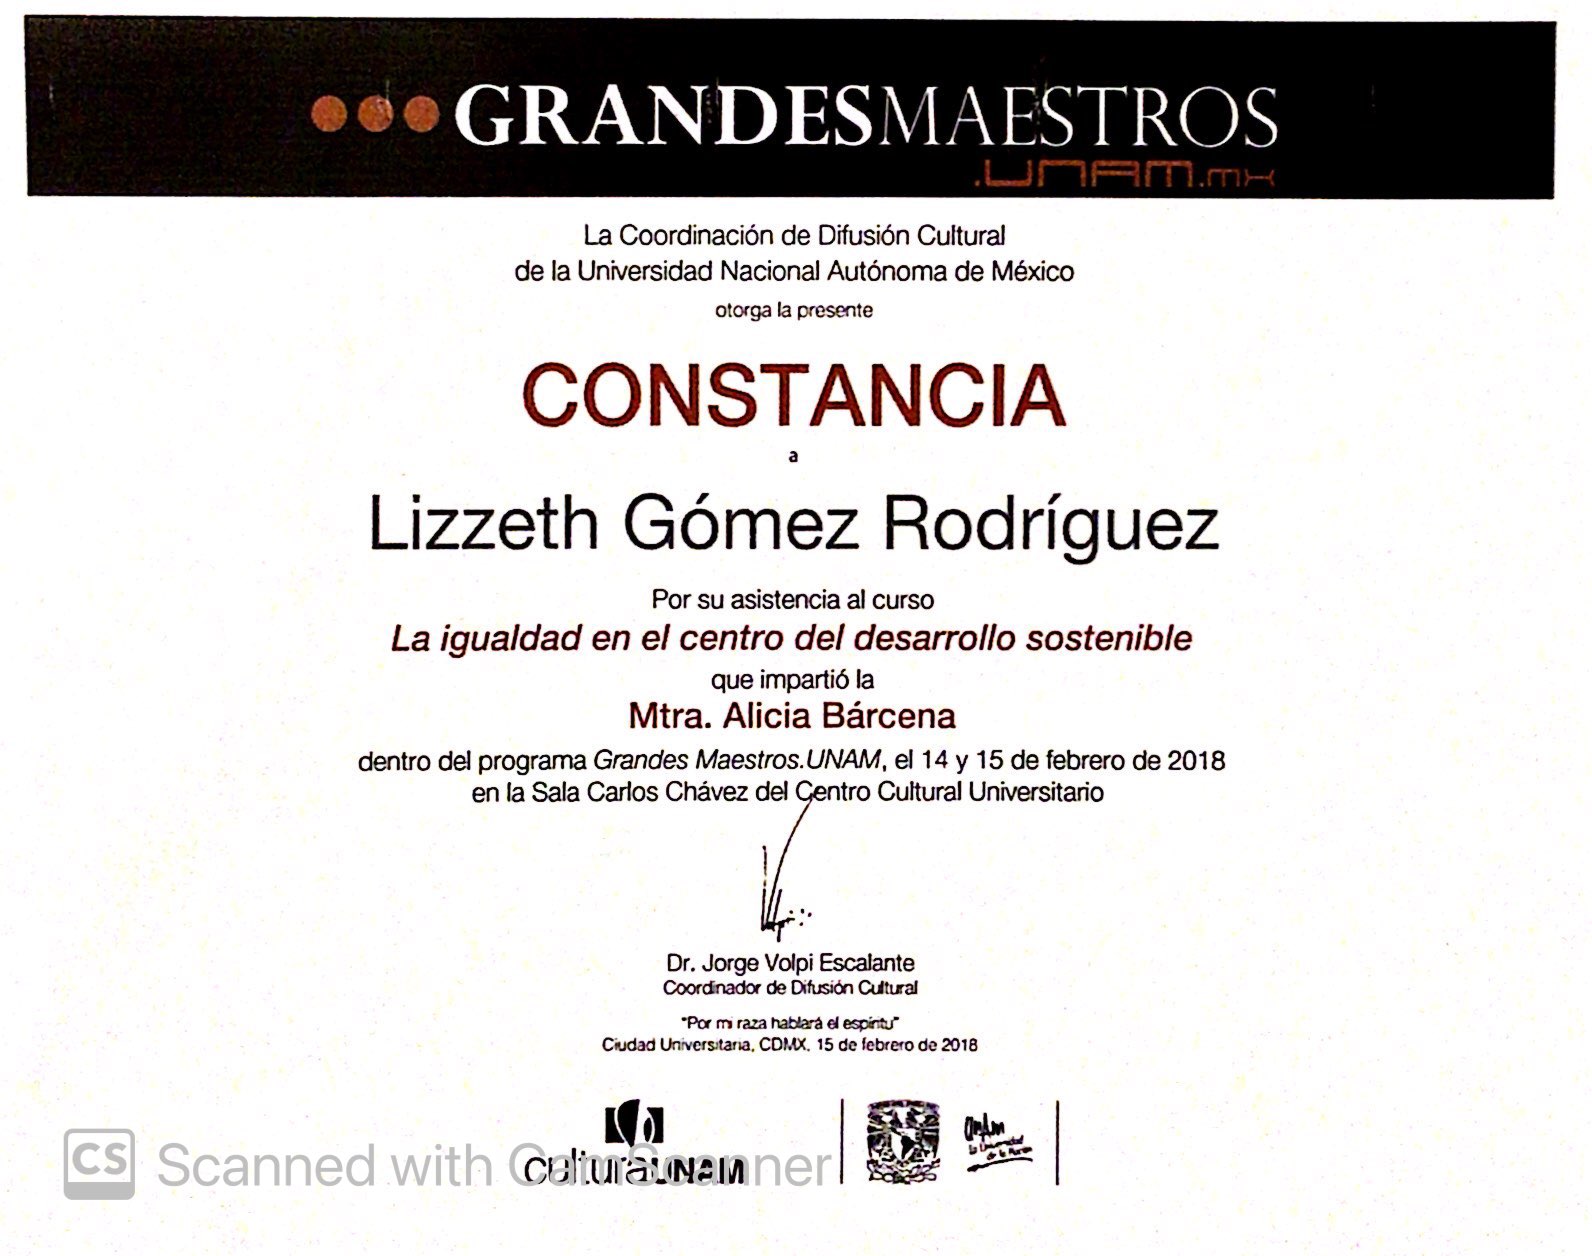 GRANDESMAESTROS
.UNAM.mx
La Coordinación de Difusión Cultural
de la Universidad Nacional Autónoma de México
otorga la presente
CONSTANCIA
a
Lizzeth Gómez Rodríguez
Por su asistencia al curso
La igualdad en el centro del desarrollo sostenible
que impartió la
Mtra. Alicia Bárcena
dentro del programa Grandes Maestros.UNAM, el 14 y 15 de febrero de 2018
en la Sala Carlos Chávez del Centro Cultural Universitario
Dr. Jorge Volpi Escalante
Coordinador de Difusión Cultural
"Por mi raza hablará el espíritu"
Ciudad Universitaria, CDMX, 15 de febrero de 2018
culturaUNAM
UNAM
La Universidad
de la Nación
CS Scanned with CamScanner